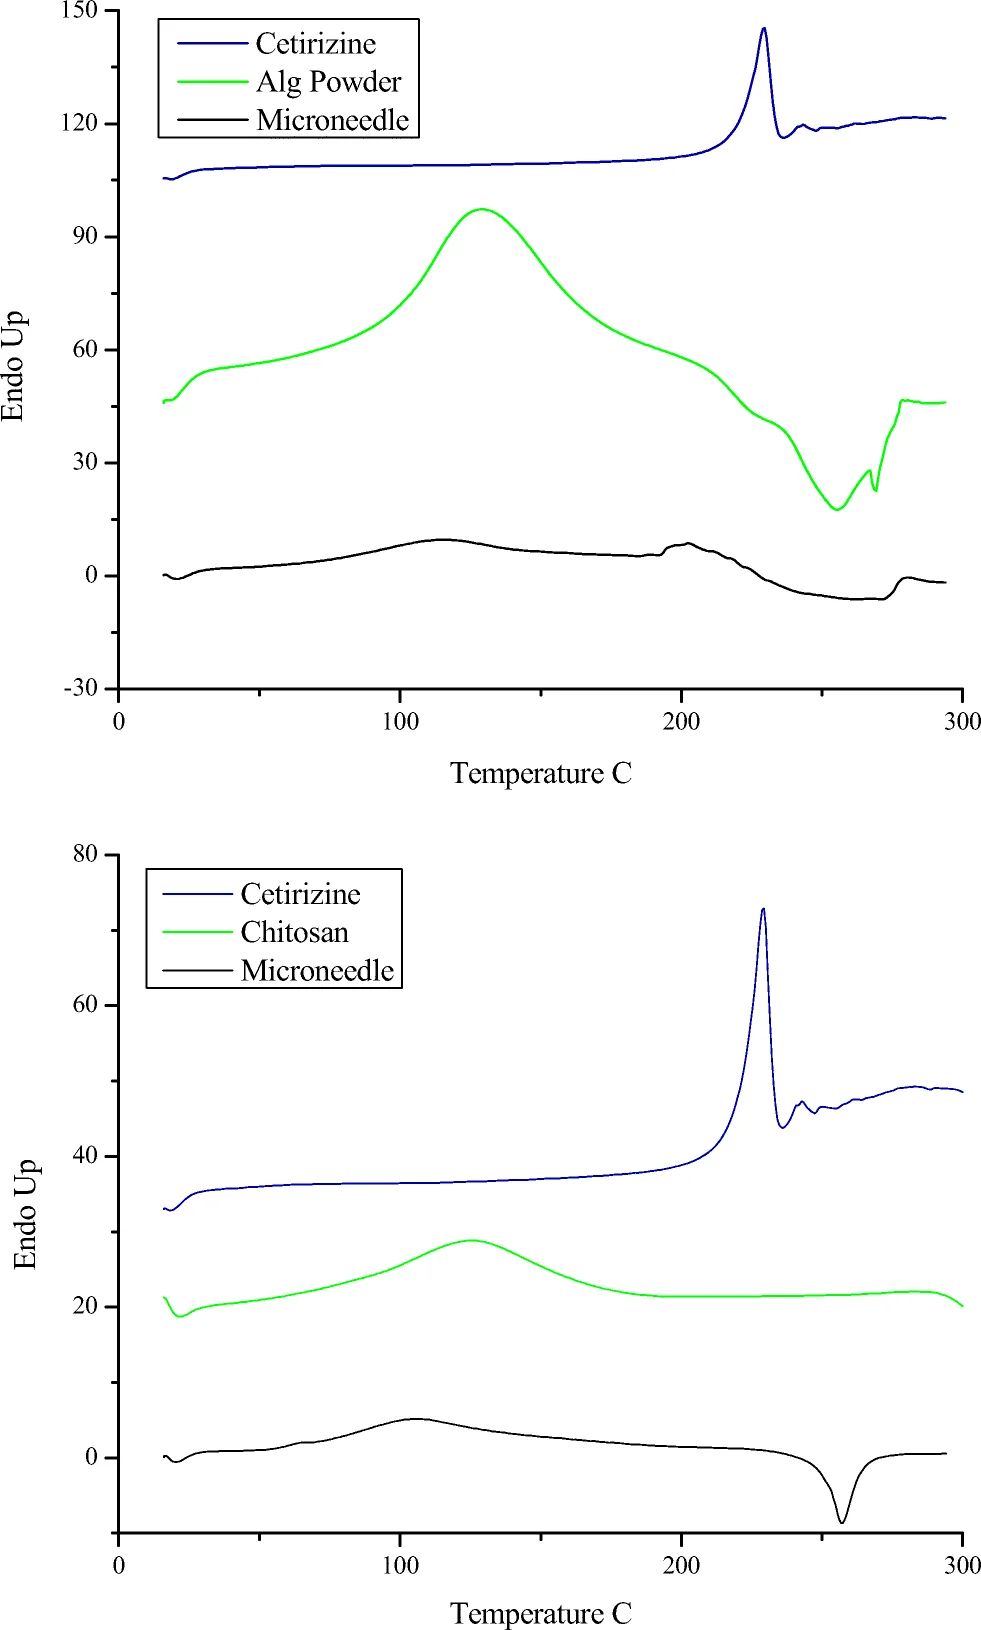 150
120
90
60
30
0
-30
Endo Up
Cetirizine
Alg Powder
Microneedle
0 100 200 300
Temperature C
80
60
40
20
0
Endo Up
Cetirizine
Chitosan
Microneedle
0 100 200 300
Temperature C